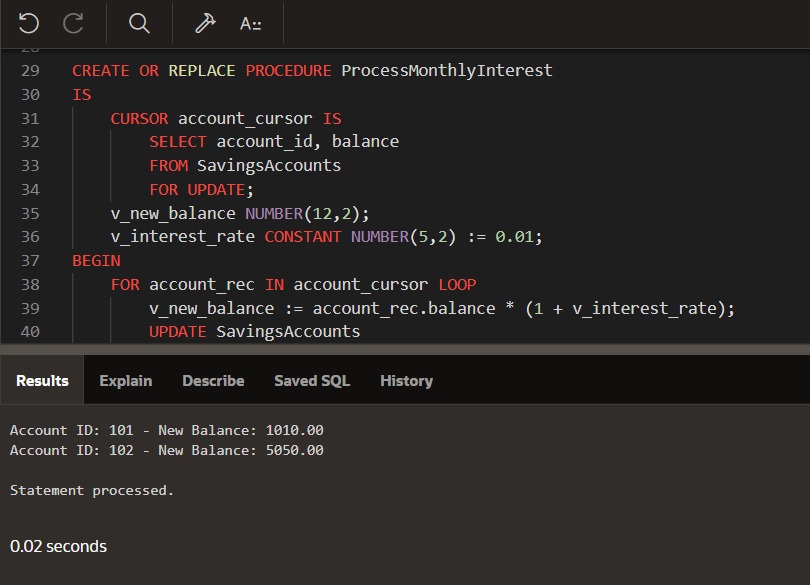 A::
28
29 CREATE OR REPLACE PROCEDURE ProcessMonthlyInterest
30 IS
31 CURSOR account_cursor IS
32 SELECT account_id, balance
33 FROM SavingsAccounts
34 FOR UPDATE;
35 v_new_balance NUMBER(12,2);
36 v_interest_rate CONSTANT NUMBER(5,2) := 0.01;
37 BEGIN
38 FOR account_rec IN account_cursor LOOP
39 v_new_balance := account_rec.balance * (1 + v_interest_rate);
40 UPDATE SavingsAccounts
Results Explain Describe Saved SQL History
Account ID: 101 - New Balance: 1010.00
Account ID: 102 - New Balance: 5050.00
Statement processed.
0.02 seconds